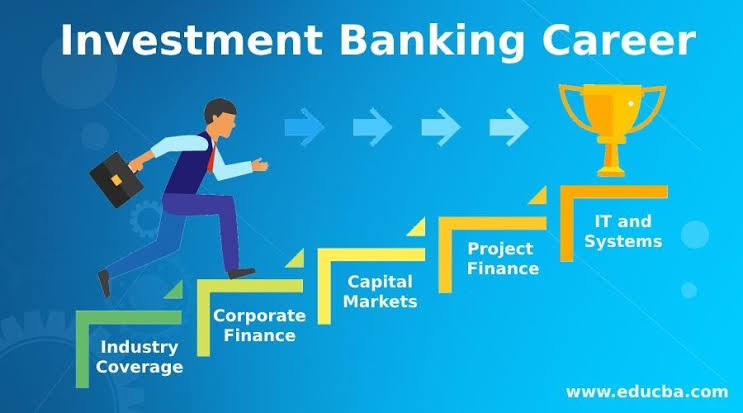 Investment Banking Career
Industry
Coverage
Corporate
Finance
Capital
Markets
Project
Finance
IT and
Systems
www.educba.com